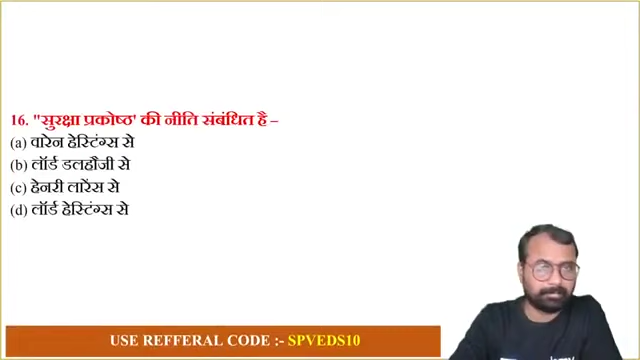 16. "सुरक्षा प्रकोष्ठ' की नीति संबंधित है –
(a) वारेन हेस्टिंग्स से
(b) लॉर्ड डलहौजी से
(c) हेनरी लारेंस से
(d) लॉर्ड हेस्टिंग्स से
USE REFFERAL CODE :- SPVEDS10